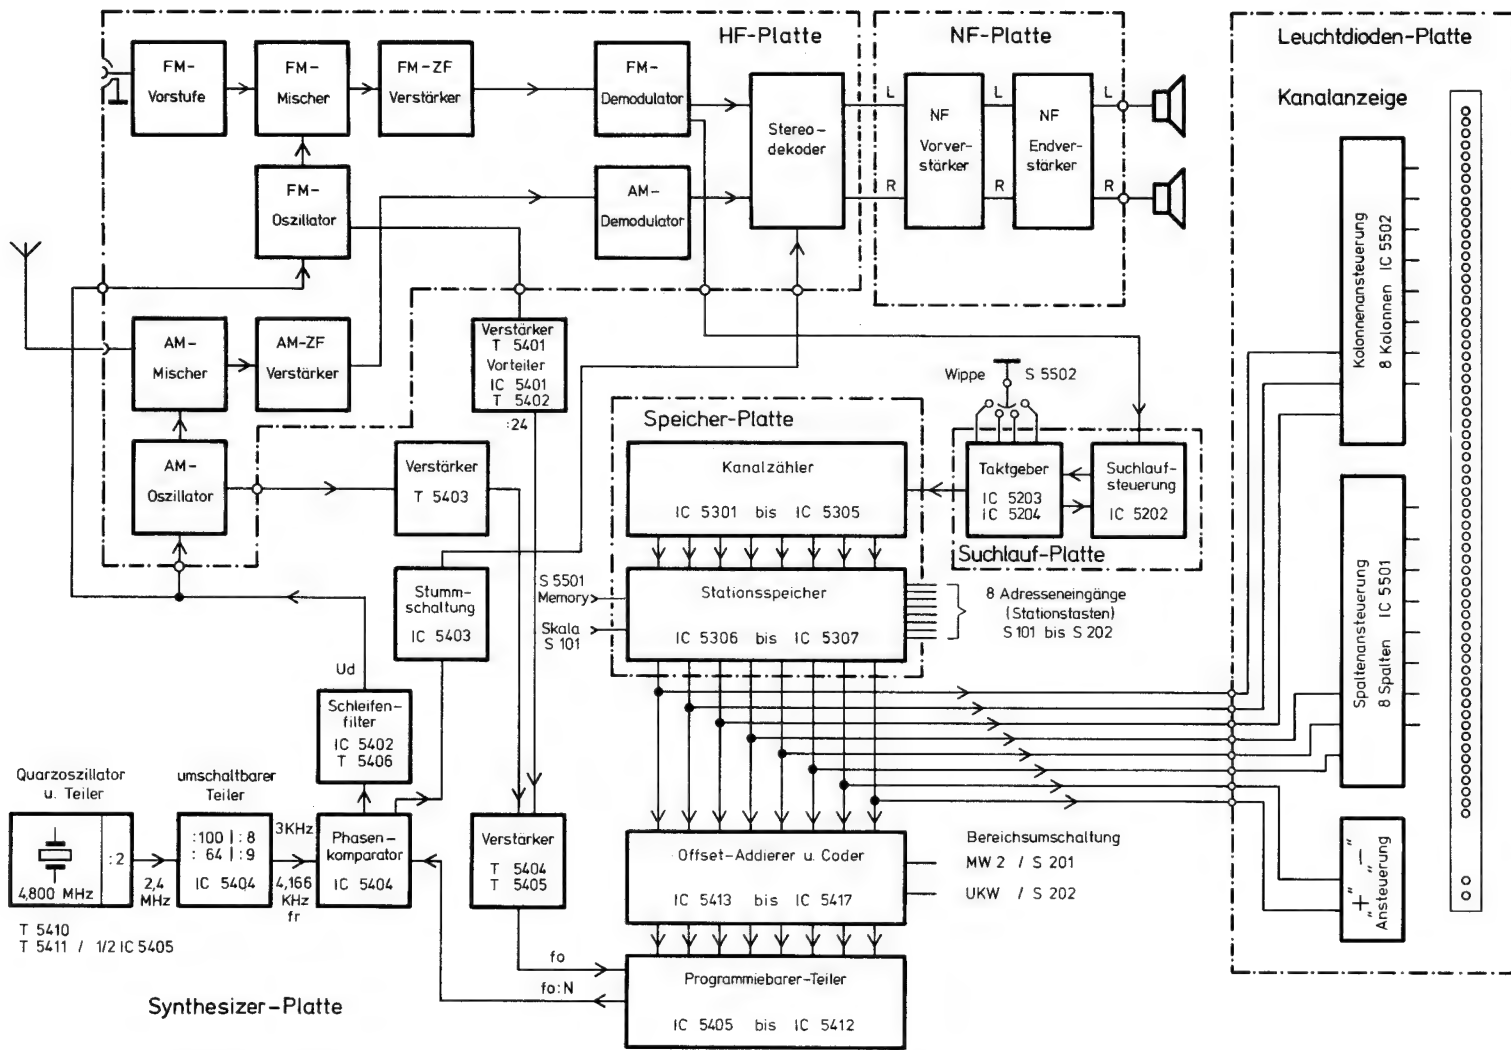 HF-Platte
NF-Platte
Leuchtdioden-Platte
Kanalanzeige
FM-
Vorstufe
FM-
Mischer
FM-ZF
Verstärker
FM-
Demodulator
Stereo-
dekoder
L
NF
Vorver-
stärker
L
NF
Endver-
stärker
L
R
R
R
FM-
Oszillator
AM-
Demodulator
AM-
Mischer
AM-ZF
Verstärker
Verstärker
T 5401
Vorteiler
IC 5401
T 5402
:24
Wippe
S 5502
Kolonnenansteuerung
8 Kolonnen IC 5502
AM-
Oszillator
Verstärker
T 5403
Speicher-Platte
Kanalzähler
IC 5301 bis IC 5305
Taktgeber
IC 5203
IC 5204
Suchlauf-
steuerung
IC 5202
Suchlauf-Platte
Stumm-
schaltung
IC 5403
S 5501
Memory
Skala
S 101
Stationsspeicher
IC 5306 bis IC 5307
8 Adresseneingänge
(Stationstasten)
S 101 bis S 202
Spaltenansteuerung
8 Spalten IC 5501
Ud
Schleifen-
filter
IC 5402
T 5406
Quarzoszillator
u. Teiler
4,800 MHz
:2
2,4
MHz
T 5410
T 5411 / 1/2 IC 5405
umschaltbarer
Teiler
:100 | : 8
: 64 | : 9
IC 5404
3KHz
4,166
KHz
fr
Phasen-
komparator
IC 5404
Verstärker
T 5404
T 5405
Offset-Addierer u. Coder
IC 5413 bis IC 5417
Bereichsumschaltung
MW 2 / S 201
UKW / S 202
„+" „-"
Ansteuerung
fo
fo:N
Programmiebarer-Teiler
IC 5405 bis IC 5412
Synthesizer-Platte